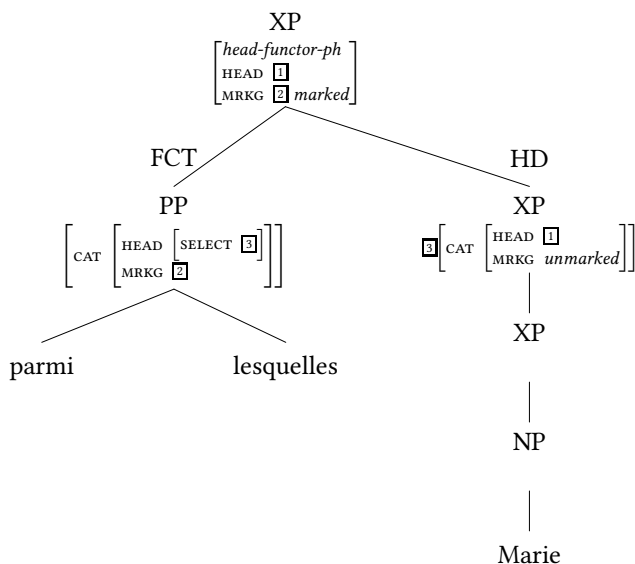 XP
head-functor-ph
HEAD 1
MRKG 2 marked
FCT HD
PP XP
CAT HEAD SELECT 3
MRKG 2
3 CAT HEAD 1
MRKG unmarked
XP
parmi lesquelles
NP
Marie